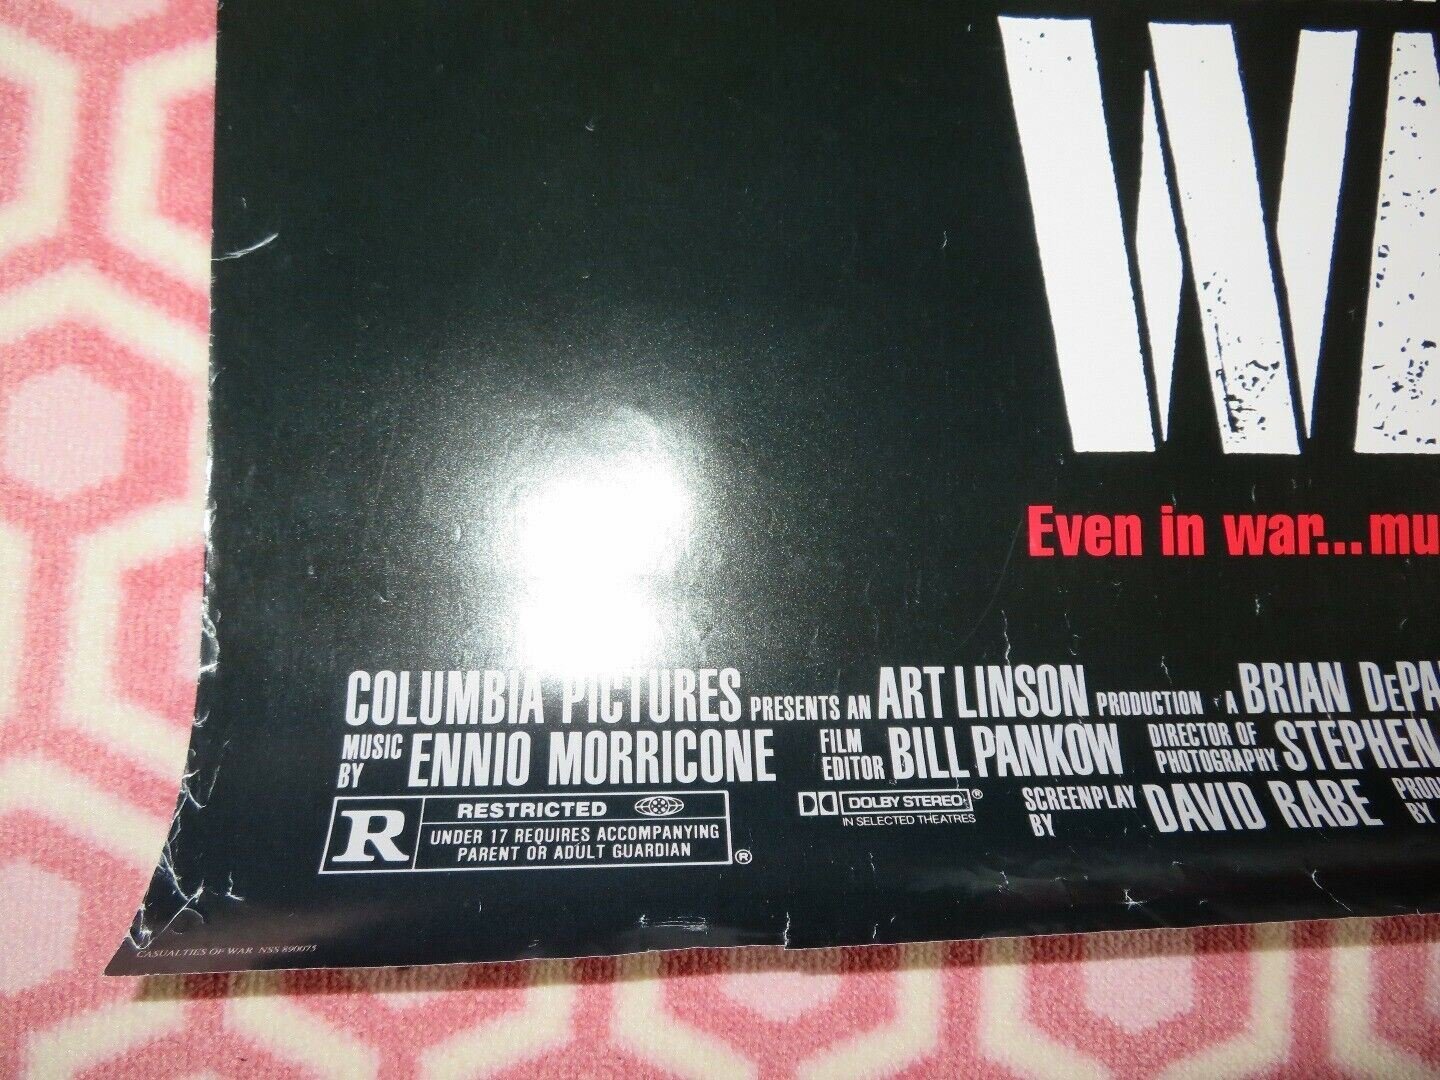 W
Even in war... mu
COLUMBIA PICTURES PRESENTS AN ART LINSON PRODUCTION A BRIAN DePA
MUSIC BY ENNIO MORRICONE FILM EDITOR BILL PANKOW DIRECTOR OF PHOTOGRAPHY STEPHEN
R RESTRICTED
UNDER 17 REQUIRES ACCOMPANYING
PARENT OR ADULT GUARDIAN ®
DOLBY STEREO ®
IN SELECTED THEATRES
SCREENPLAY BY DAVID RABE PROD BY
CASUALTIES OF WAR NSS 890075